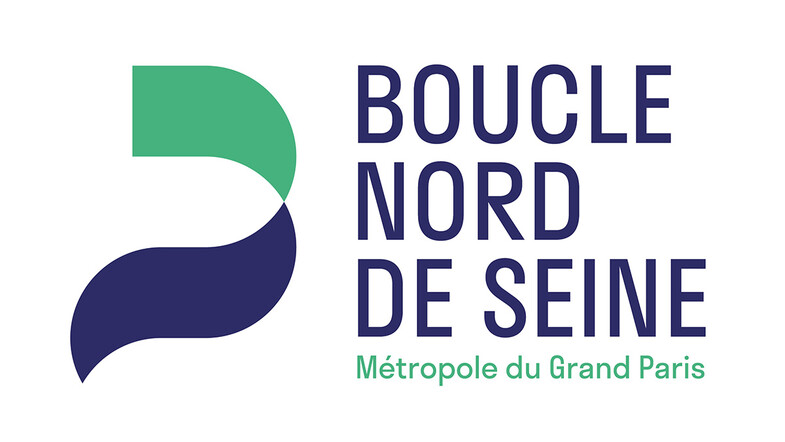 BOUCLE
NORD
DE SEINE
Métropole du Grand Paris